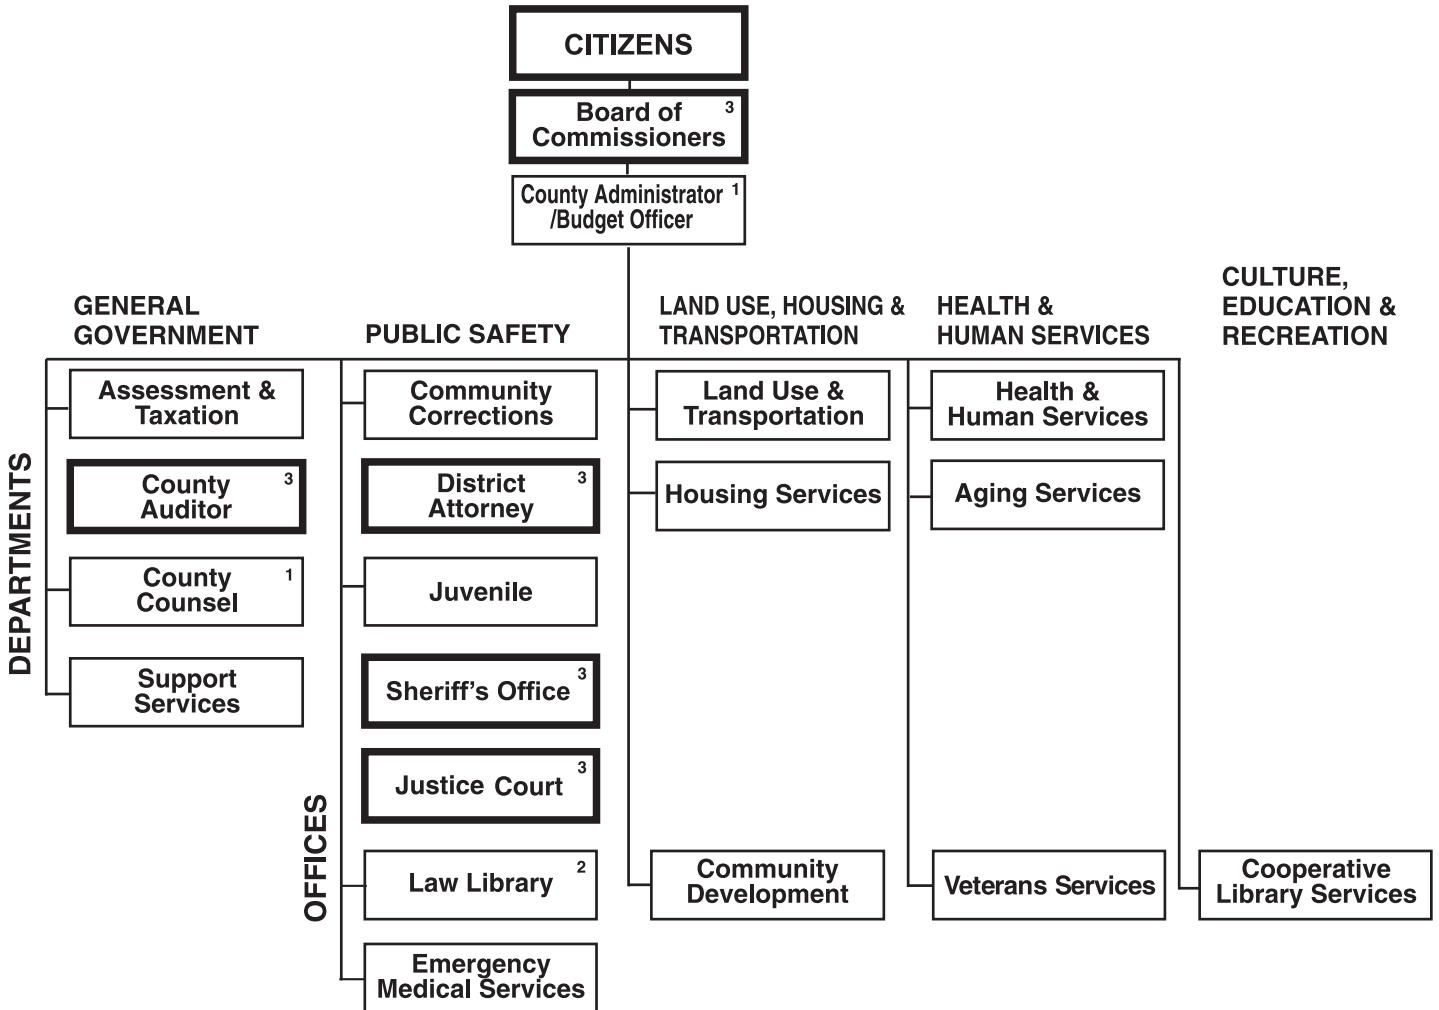 CITIZENS
Board of 3
Commissioners
County Administrator 1
/Budget Officer
GENERAL
GOVERNMENT
PUBLIC SAFETY
LAND USE, HOUSING &
TRANSPORTATION
HEALTH &
HUMAN SERVICES
CULTURE,
EDUCATION &
RECREATION
DEPARTMENTS
Assessment &
Taxation
County 3
Auditor
County 1
Counsel
Support
Services
Community
Corrections
District 3
Attorney
Juvenile
Sheriff's Office 3
Justice Court 3
OFFICES
Law Library 2
Emergency
Medical Services
Land Use &
Transportation
Housing Services
Community
Development
Health &
Human Services
Aging Services
Veterans Services
Cooperative
Library Services